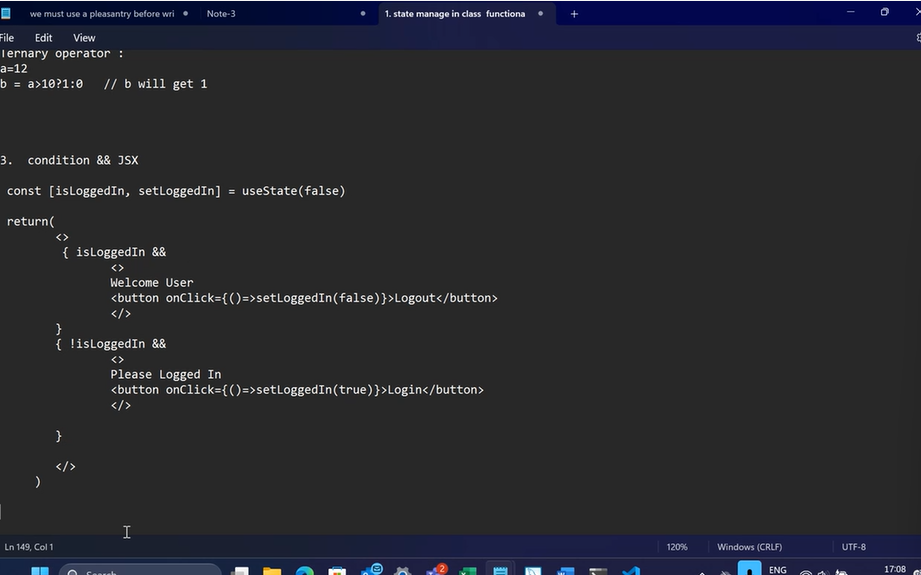 we must use a pleasantry before wri
Note-3
1. state manage in class functiona
File Edit View
Ternary operator :
a=12
b = a>10?1:0 // b will get 1
3. condition && JSX
const [isLoggedIn, setLoggedIn] = useState(false)
return(
<>
{ isLoggedIn &&
<>
Welcome User
<button onClick={()=>setLoggedIn(false)}>Logout</button>
</>
}
{ !isLoggedIn &&
<>
Please Logged In
<button onClick={()=>setLoggedIn(true)}>Login</button>
</>
}
</>
)
Ln 149, Col 1
120%
Windows (CRLF)
UTF-8
Search
2
ENG
17:08